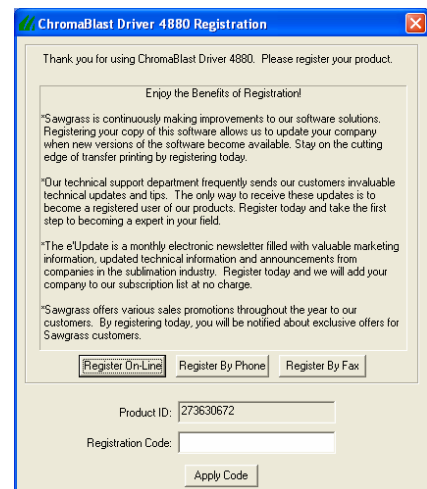 ChromaBlast Driver 4880 Registration
Thank you for using ChromaBlast Driver 4880. Please register your product.
Enjoy the Benefits of Registration!
*Sawgrass is continuously making improvements to our software solutions.
Registering your copy of this software allows us to update your company
when new versions of the software become available. Stay on the cutting
edge of transfer printing by registering today.
*Our technical support department frequently sends our customers invaluable
technical updates and tips. The only way to receive these updates is to
become a registered user of our products. Register today and take the first
step to becoming a expert in your field.
*The e'Update is a monthly electronic newsletter filled with valuable marketing
information, updated technical information and announcements from
companies in the sublimation industry. Register today and we will add your
company to our subscription list at no charge.
*Sawgrass offers various sales promotions throughout the year to our
customers. By registering today, you will be notified about exclusive offers for
Sawgrass customers.
Register On-Line Register By Phone Register By Fax
Product ID: 273630672
Registration Code:
Apply Code